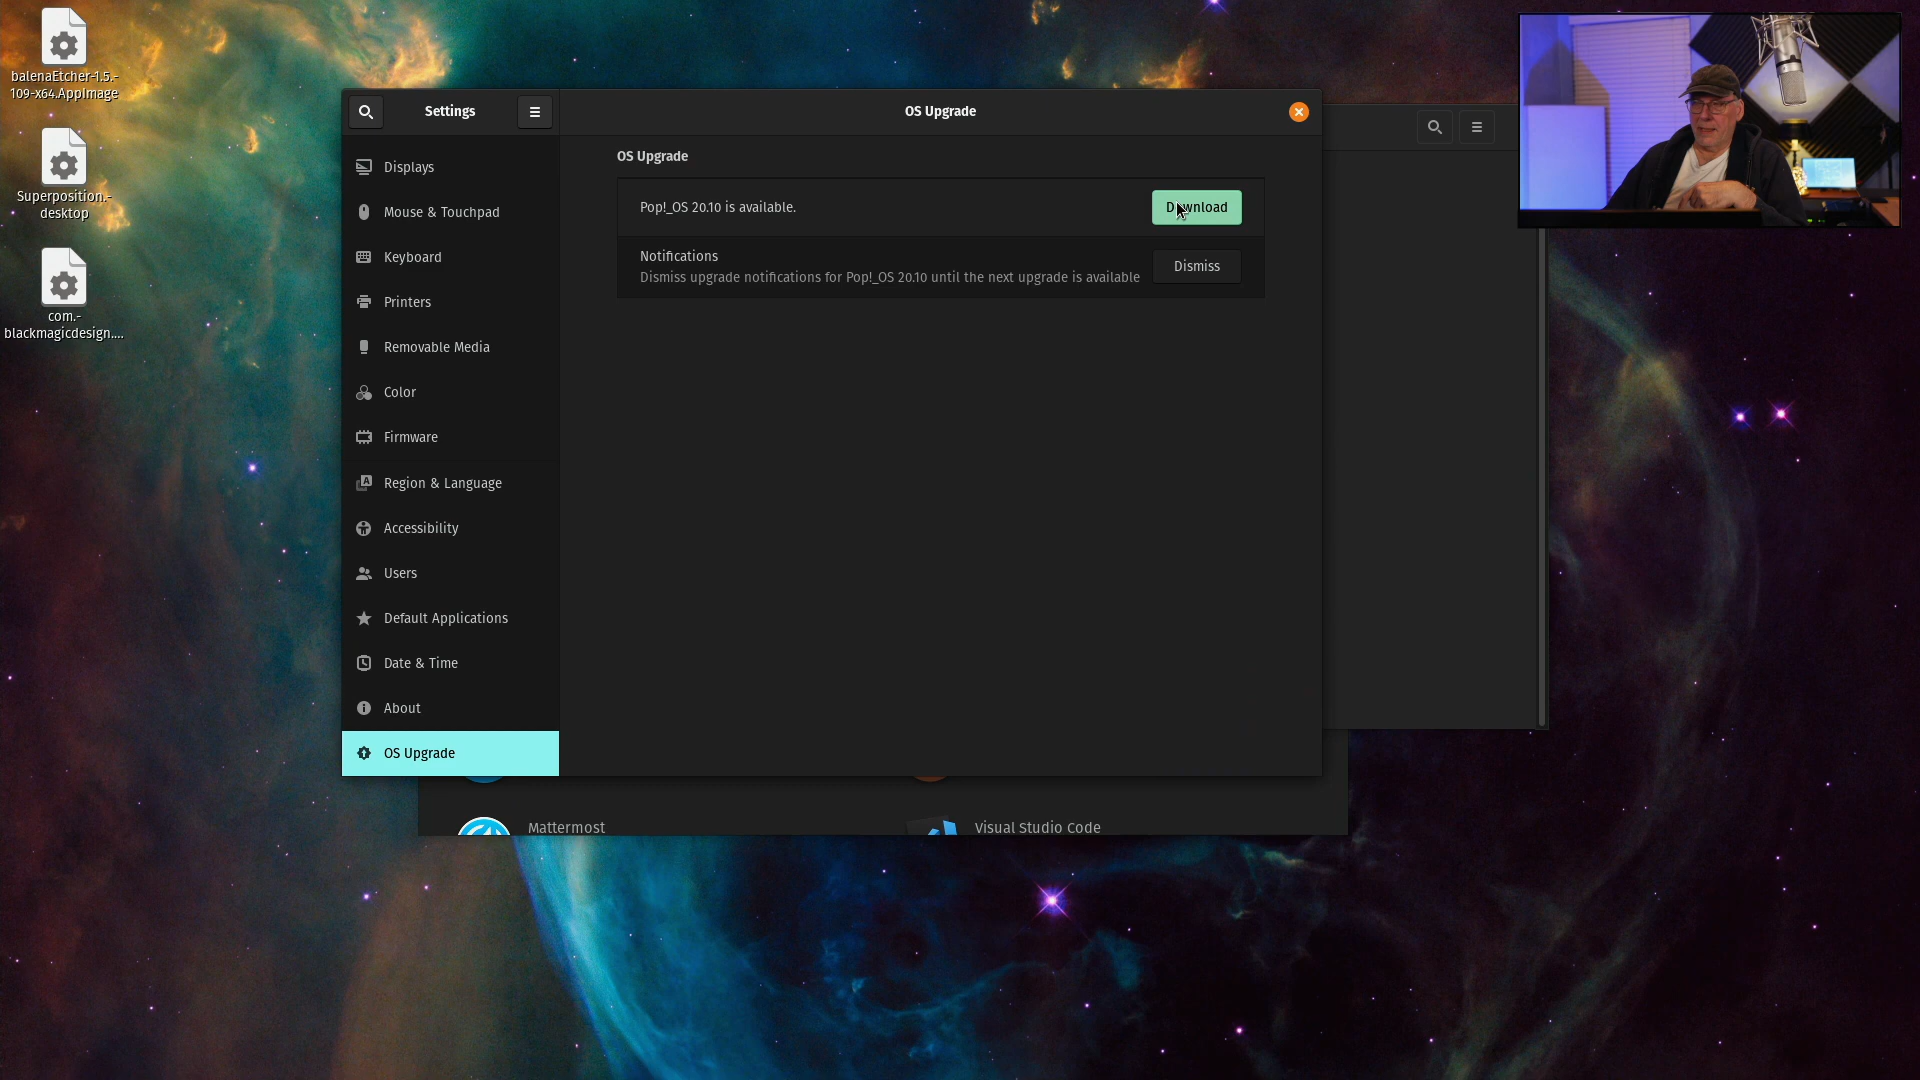 balenaEtcher-1.5.-
109-x64.AppImage
Superposition.-
desktop
com.-
blackmagicdesign....
Settings
OS Upgrade
Displays
Mouse & Touchpad
Keyboard
Printers
Removable Media
Color
Firmware
Region & Language
Accessibility
Users
Default Applications
Date & Time
About
OS Upgrade
OS Upgrade
Pop!_OS 20.10 is available.
Download
Notifications
Dismiss upgrade notifications for Pop!_OS 20.10 until the next upgrade is available
Dismiss
Mattermost
Visual Studio Code